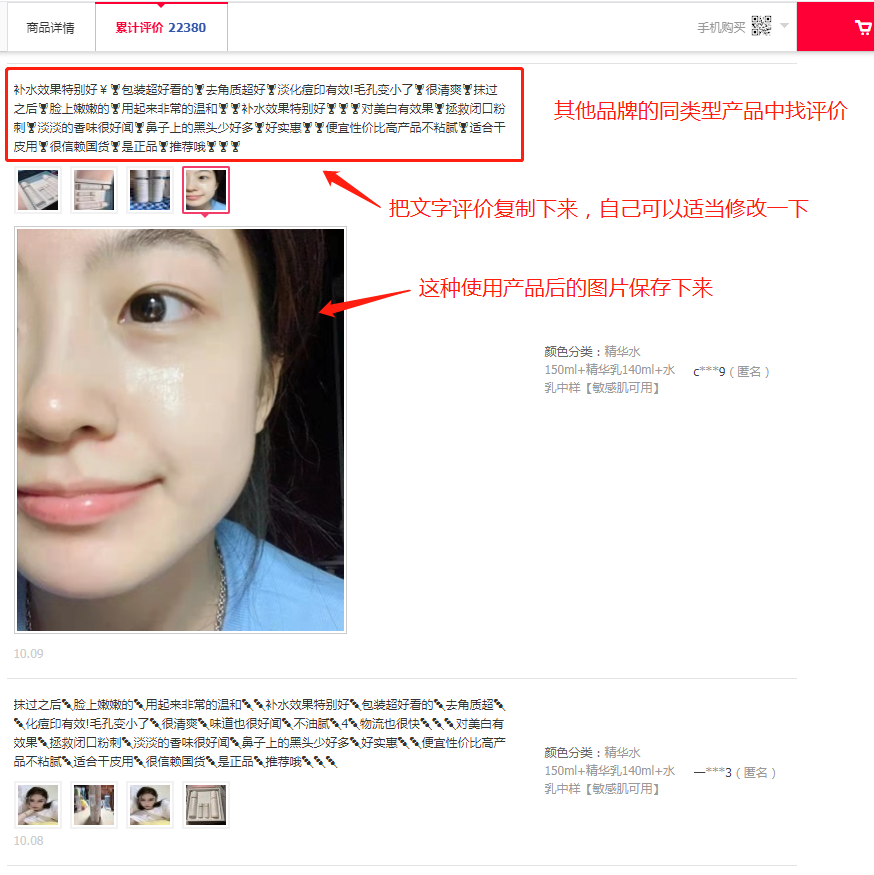 商品详情
累计评价 22380
手机购买
补水效果特别好￥包装超好看的去角质超好淡化痘印有效!毛孔变小了很清爽抹过
之后脸上嫩嫩的用起来非常的温和补水效果特别好对美白有效果拯救闭口粉
刺淡淡的香味很好闻鼻子上的黑头少好多好实惠便宜性价比高产品不粘腻适合干
皮用很信赖国货是正品推荐哦
其他品牌的同类型产品中找评价
把文字评价复制下来，自己可以适当修改一下
这种使用产品后的图片保存下来
颜色分类：精华水
150ml+精华乳140ml+水
乳中样【敏感肌可用】
c***9（匿名）
10.09
抹过之后脸上嫩嫩的用起来非常的温和补水效果特别好包装超好看的去角质超
化痘印有效!毛孔变小了很清爽味道也很好闻不油腻4物流也很快对美白有
效果拯救闭口粉刺淡淡的香味很好闻鼻子上的黑头少好多好实惠便宜性价比高产
品不粘腻适合干皮用很信赖国货是正品推荐哦
颜色分类：精华水
150ml+精华乳140ml+水
乳中样【敏感肌可用】
一***3（匿名）
10.08